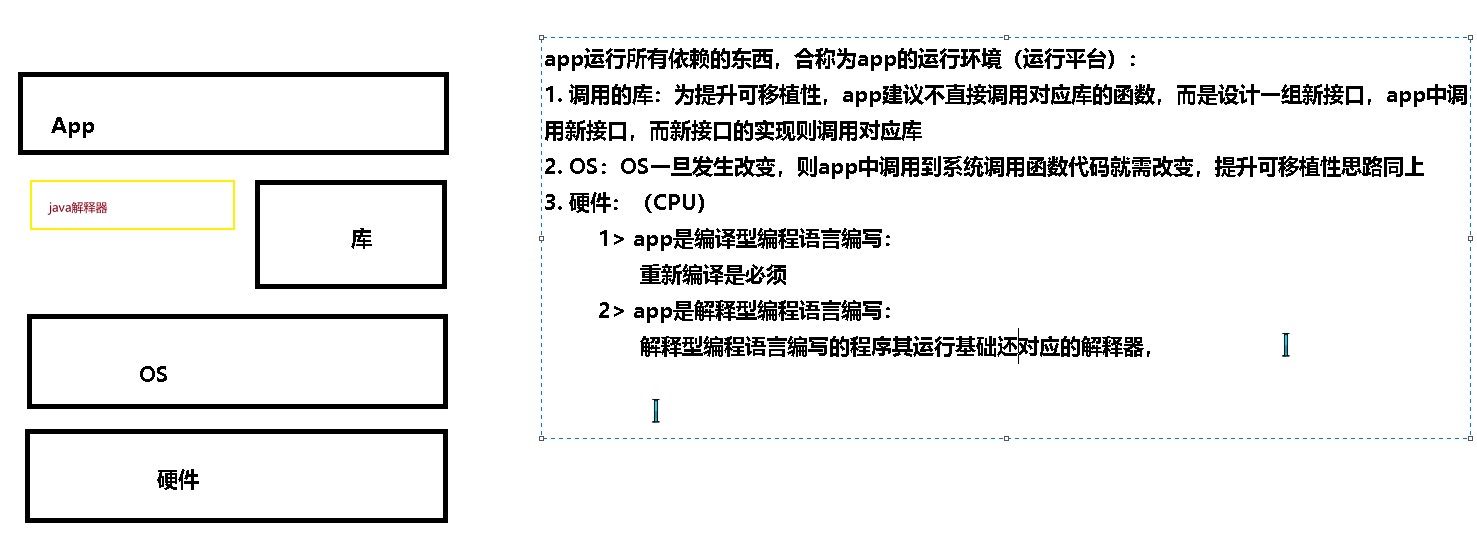 App
java解释器
库
OS
硬件
app运行所有依赖的东西，合称为app的运行环境（运行平台）：
1. 调用的库：为提升可移植性，app建议不直接调用对应库的函数，而是设计一组新接口，app中调
用新接口，而新接口的实现则调用对应库
2. OS：OS一旦发生改变，则app中调用到系统调用函数代码就需改变，提升可移植性思路同上
3. 硬件：（CPU）
1> app是编译型编程语言编写：
重新编译是必须
2> app是解释型编程语言编写：
解释型编程语言编写的程序其运行基础还对应的解释器，